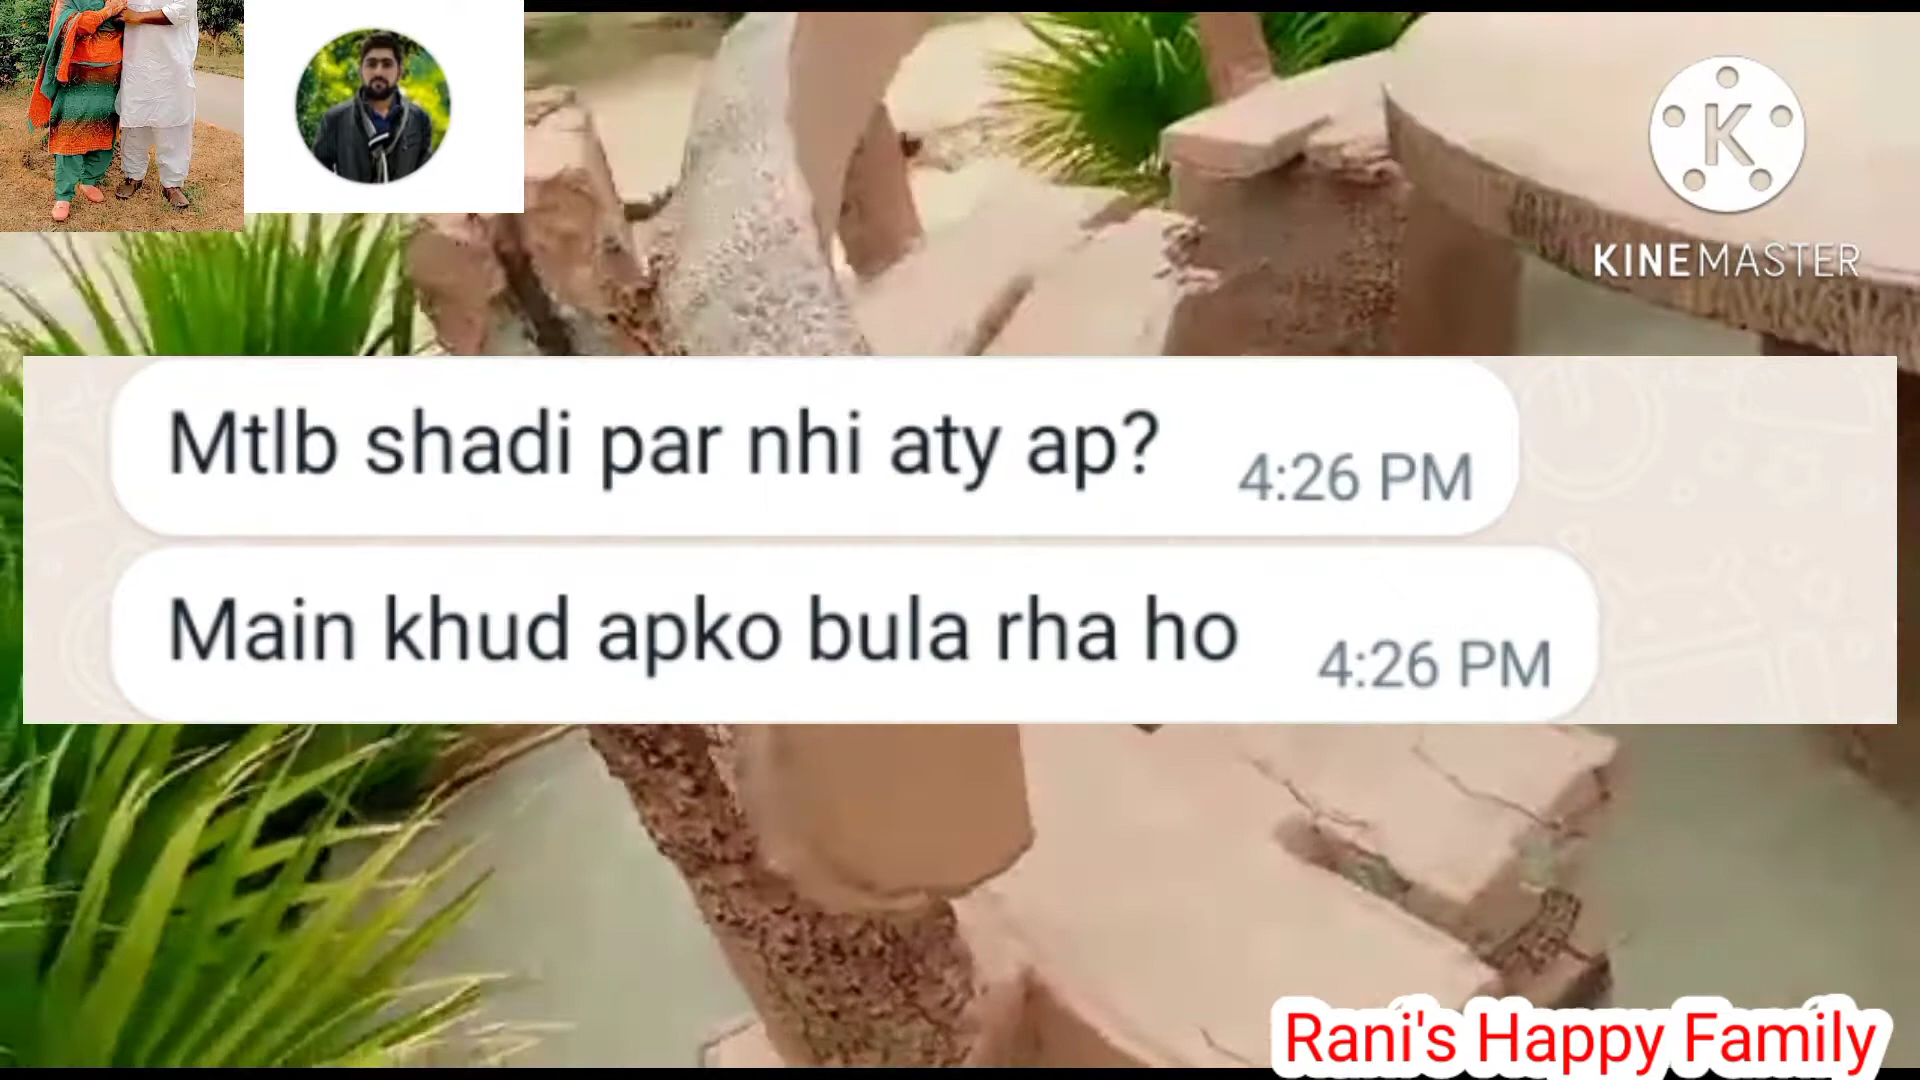 K
KINEMASTER
Mtlb shadi par nhi aty ap?
4:26 PM
Main khud apko bula rha ho
4:26 PM
Rani's Happy Family